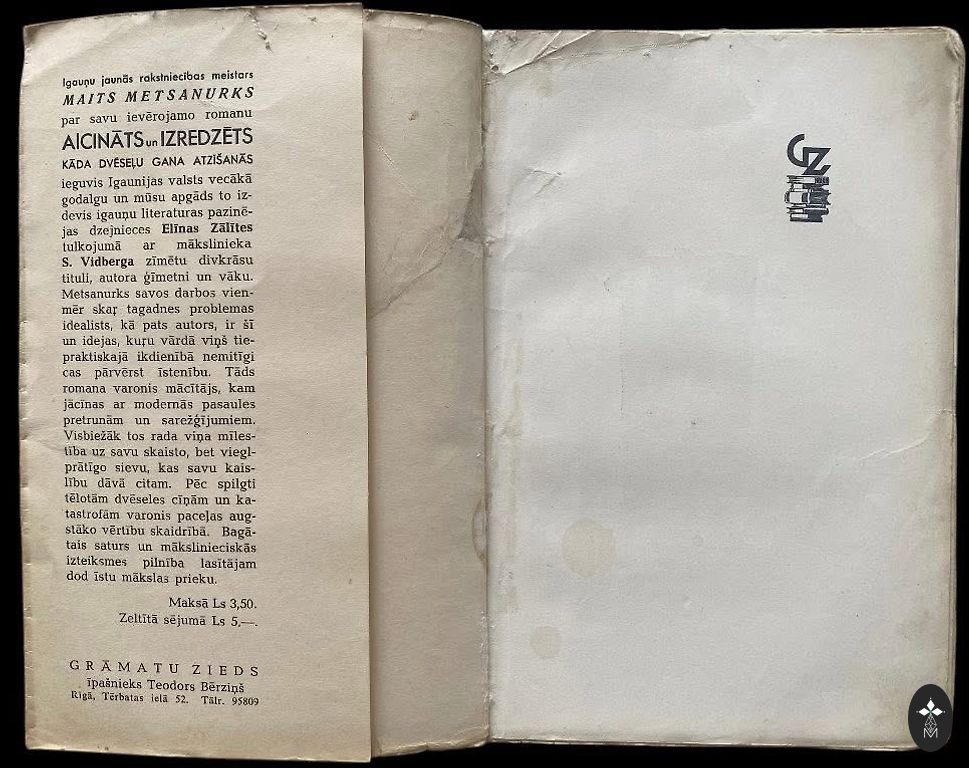 Igauņu jaunās rakstniecības meistars
MAITS METSANURKS
par savu ievērojamo romanu
AICINĀTS un IZREDZĒTS
KĀDA DVĒSEĻU GANA ATZĪŠANĀS
ieguvis Igaunijas valsts vecākā
godalgu un mūsu apgāds to iz-
devis igauņu literaturas pazinē-
jas dzejnieces Elīnas Zālītes
tulkojumā ar mākslinieka
S. Vidberga zīmētu divkrāsu
tituli, autora ģīmetni un vāku.
Metsanurks savos darbos vien-
mēr skaŗ tagadnes problemas
idealists, kā pats autors, ir šī
un idejas, kuŗu vārdā viņš tie-
praktiskajā ikdienībā nemitīgi
cas pārvērst īstenību. Tāds
romana varonis mācītājs, kam
jācīnas ar modernās pasaules
pretrunām un sarežģījumiem.
Visbiežāk tos rada viņa mīles-
tība uz savu skaisto, bet viegl-
prātīgo sievu, kas savu kais-
lību dāvā citam. Pēc spilgti
tēlotām dvēseles cīņām un ka-
tastrofām varonis paceļas aug-
stāko vērtību skaidrībā. Bagā-
tais saturs un mākslinieciskās
izteiksmes pilnība lasītājam
dod īstu mākslas prieku.
Maksā Ls 3,50.
Zeltītā sējumā Ls 5,—.
GRĀMATU ZIEDS
īpašnieks Teodors Bērziņš
Rīgā, Tērbatas ielā 52. Tālr. 95809
GZ
M